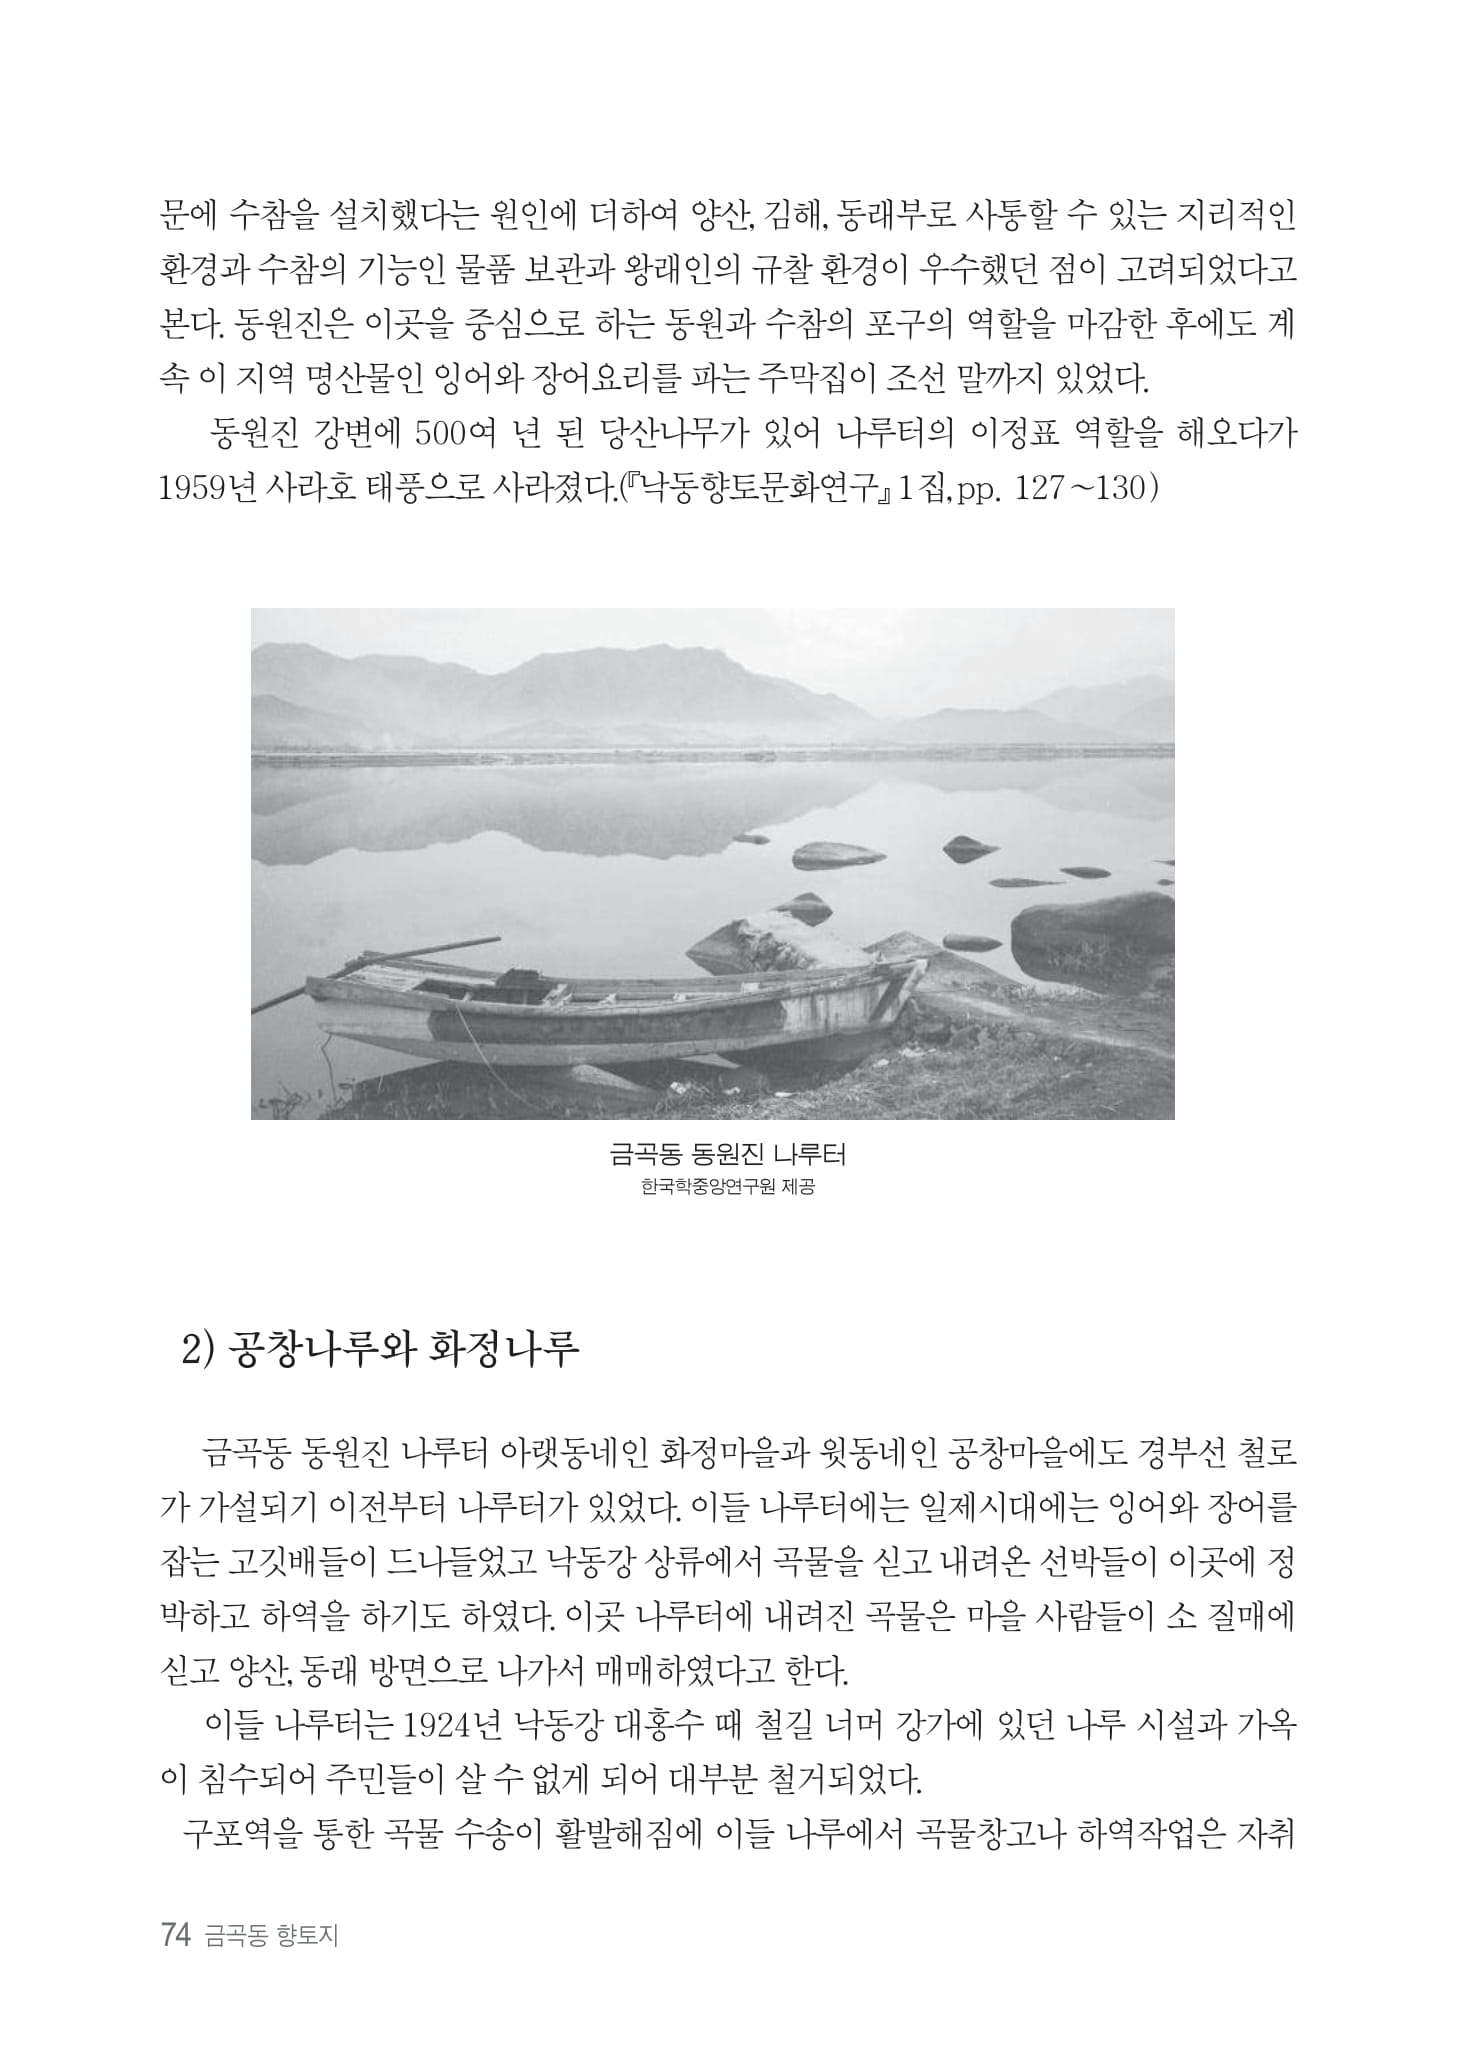 문에 수참을 설치했다는 원인에 더하여 양산, 김해, 동래부로 사통할 수 있는 지리적인
환경과 수참의 기능인 물품 보관과 왕래인의 규찰 환경이 우수했던 점이 고려되었다고
본다. 동원진은 이곳을 중심으로 하는 동원과 수참의 포구의 역할을 마감한 후에도 계
속 이 지역 명산물인 잉어와 장어요리를 파는 주막집이 조선 말까지 있었다.
동원진 강변에 500여 년 된 당산나무가 있어 나루터의 이정표 역할을 해오다가
1959년 사라호 태풍으로 사라졌다.(『낙동향토문화연구』 1집, pp. 127~130)
금곡동 동원진 나루터
한국학중앙연구원 제공
2) 공창나루와 화정나루
금곡동 동원진 나루터 아랫동네인 화정마을과 윗동네인 공창마을에도 경부선 철로
가 가설되기 이전부터 나루터가 있었다. 이들 나루터에는 일제시대에는 잉어와 장어를
잡는 고깃배들이 드나들었고 낙동강 상류에서 곡물을 싣고 내려온 선박들이 이곳에 정
박하고 하역을 하기도 하였다. 이곳 나루터에 내려진 곡물은 마을 사람들이 소 질매에
싣고 양산, 동래 방면으로 나가서 매매하였다고 한다.
이들 나루터는 1924년 낙동강 대홍수 때 철길 너머 강가에 있던 나루 시설과 가옥
이 침수되어 주민들이 살 수 없게 되어 대부분 철거되었다.
구포역을 통한 곡물 수송이 활발해짐에 이들 나루에서 곡물창고나 하역작업은 자취
74 금곡동 향토지